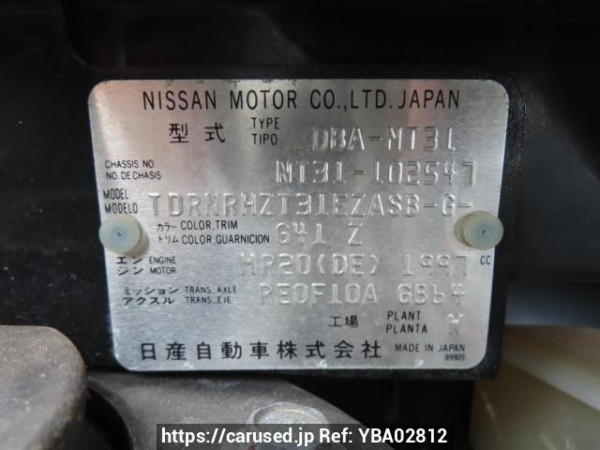 NISSAN MOTOR CO., LTD. JAPAN
型式 TYPE TIPO DBA-NT31
CHASSIS NO. NO. DE CHASIS NT31-102547
MODEL MODELO TDRNRHZT31EZASB-G-
カラー COLOR, TRIM トリム COLOR, GUARNICION G41 Z
エンジン ENGINE MOTOR MR20(DE) 1997 CC
ミッション TRANS. AXLE アクスル TRANS. EJE RE0F10A GB64
工場 PLANT PLANTA W
日産自動車株式会社 MADE IN JAPAN
https://carused.jp Ref: YBA02812